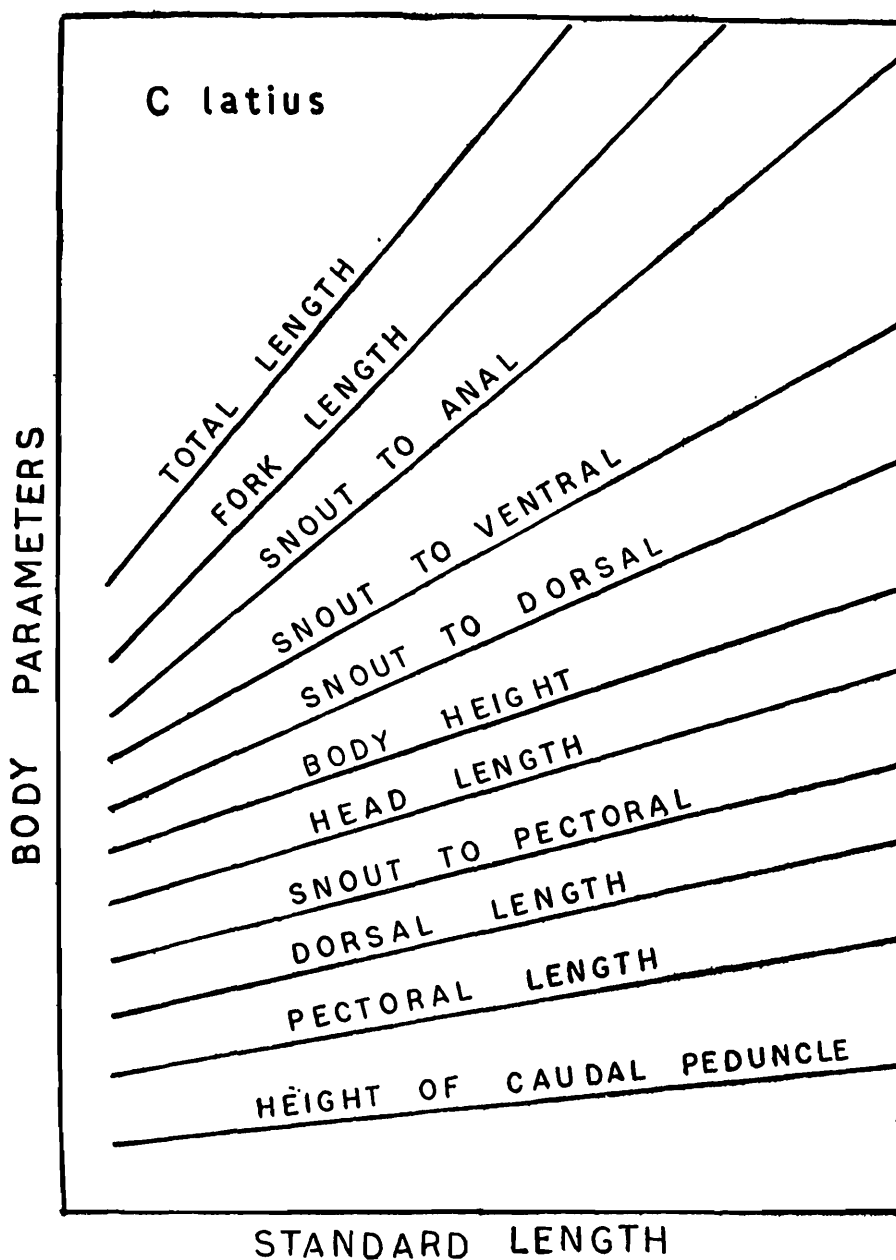 C latius
TOTAL LENGTH
FORK LENGTH
SNOUT TO ANAL
SNOUT TO VENTRAL
SNOUT TO DORSAL
BODY HEIGHT
HEAD LENGTH
SNOUT TO PECTORAL
DORSAL LENGTH
PECTORAL LENGTH
HEIGHT OF CAUDAL PEDUNCLE
BODY PARAMETERS
STANDARD LENGTH